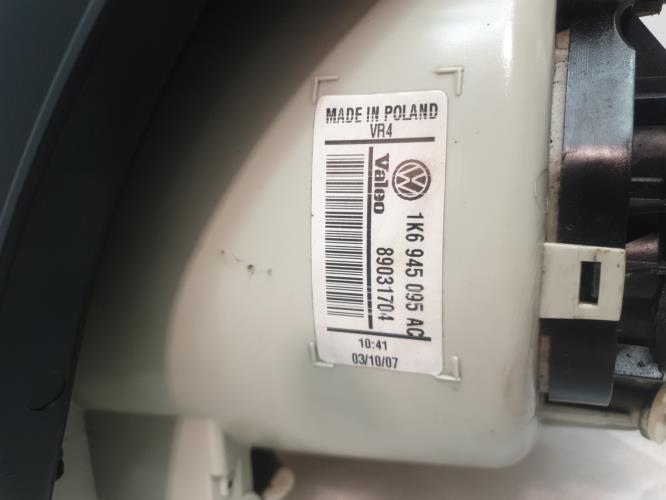 MADE IN POLAND
VR4
Valeo
1K6 945 095 AC
89031704
10:41
03/10/07